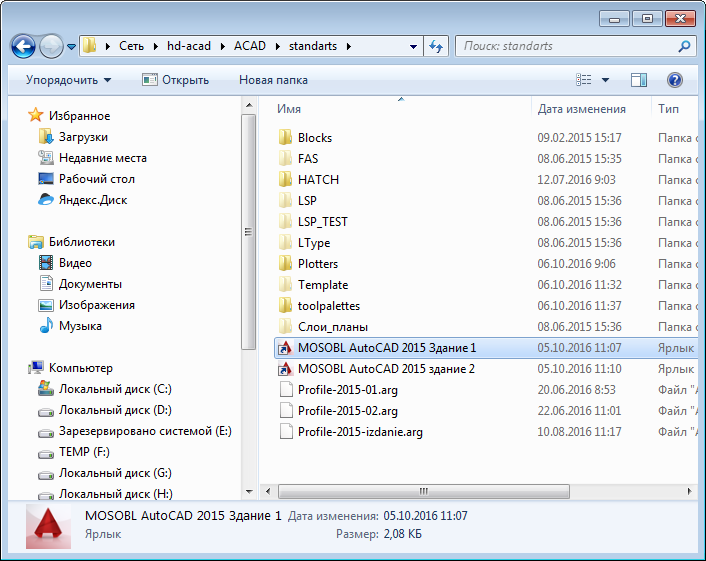 Сеть ▸ hd-acad ▸ ACAD ▸ standarts ▸ Поиск: standarts
Упорядочить Открыть Новая папка
Избранное
Загрузки
Недавние места
Рабочий стол
Яндекс.Диск
Библиотеки
Видео
Документы
Изображения
Музыка
Компьютер
Локальный диск (C:)
Локальный диск (D:)
Зарезервировано системой (E:)
TEMP (F:)
Локальный диск (G:)
Локальный диск (H:)
Имя Дата изменения Тип
Blocks 09.02.2015 15:17 Папка с
FAS 08.06.2015 15:35 Папка с
HATCH 12.07.2016 9:03 Папка с
LSP 08.06.2015 15:36 Папка с
LSP_TEST 08.06.2015 15:36 Папка с
LType 08.06.2015 15:36 Папка с
Plotters 06.10.2016 9:06 Папка с
Template 06.10.2016 11:32 Папка с
toolpalettes 06.10.2016 11:37 Папка с
Слои_планы 08.06.2015 15:36 Папка с
MOSOBL AutoCAD 2015 Здание 1 05.10.2016 11:07 Ярлык
MOSOBL AutoCAD 2015 здание 2 05.10.2016 11:10 Ярлык
Profile-2015-01.arg 20.06.2016 8:53 Файл "A
Profile-2015-02.arg 22.06.2016 11:01 Файл "A
Profile-2015-izdanie.arg 10.08.2016 11:17 Файл "A
MOSOBL AutoCAD 2015 Здание 1 Дата изменения: 05.10.2016 11:07
Ярлык Размер: 2,08 КБ